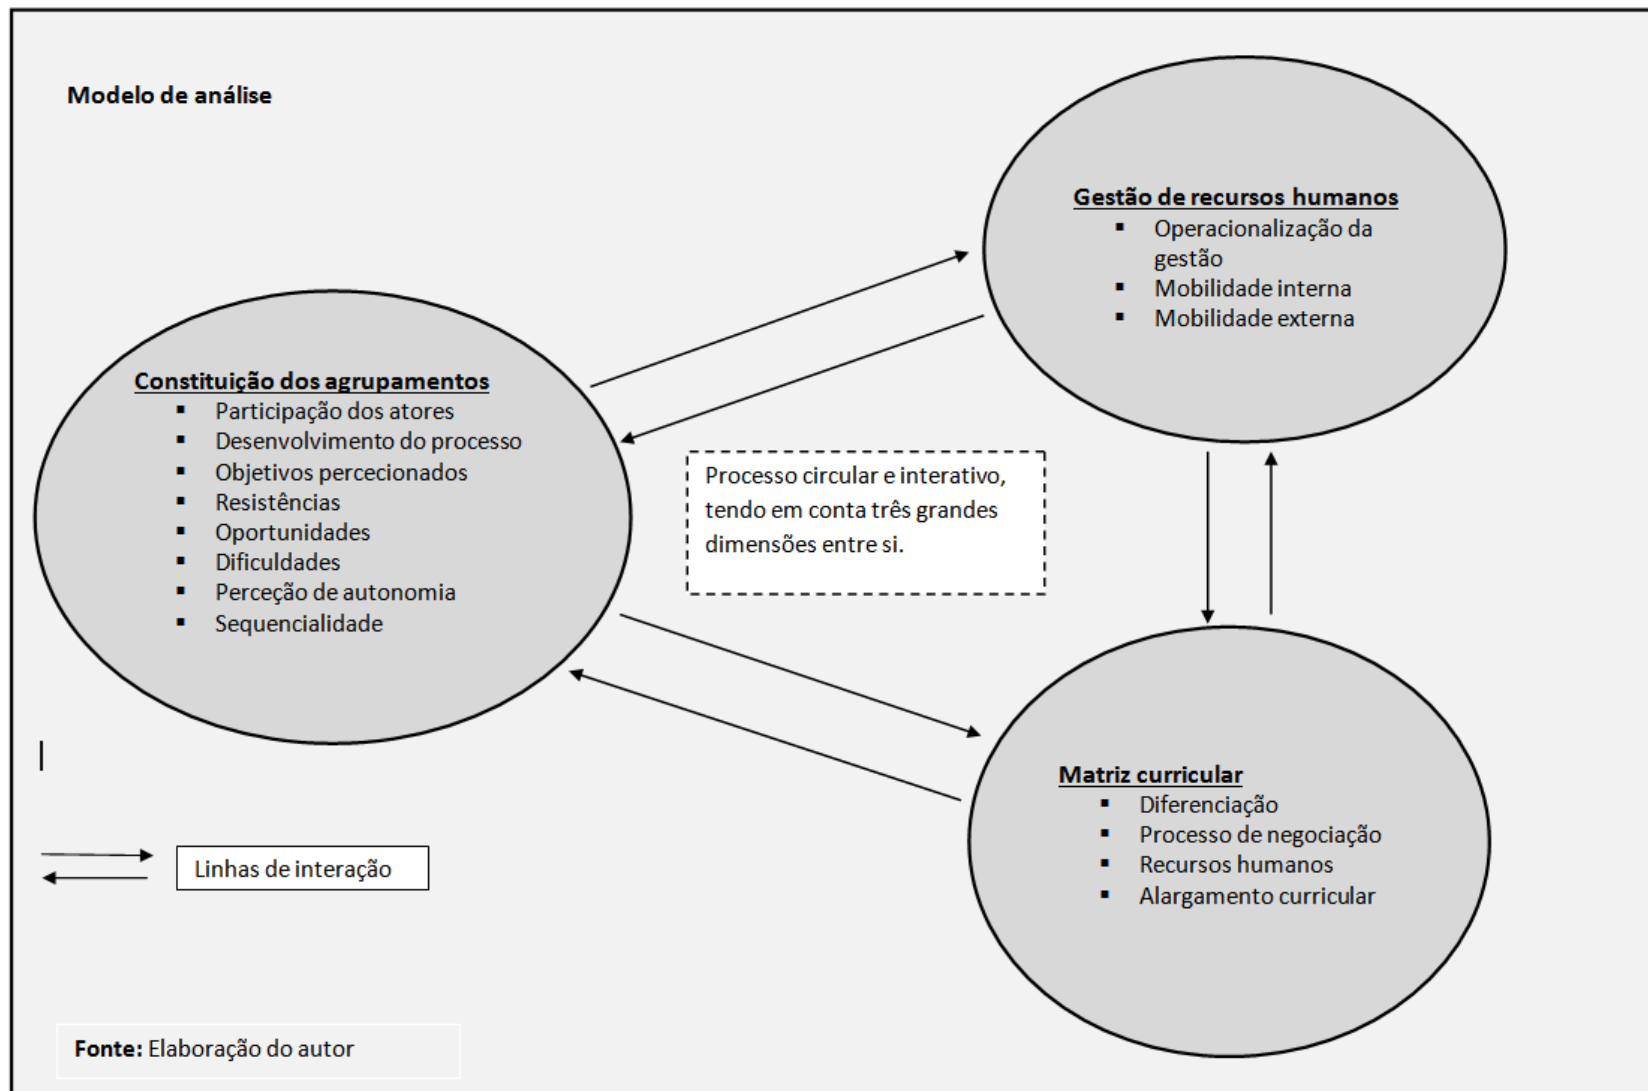 Modelo de análise
Gestão de recursos humanos
▪ Operacionalização da
gestão
▪ Mobilidade interna
▪ Mobilidade externa
Constituição dos agrupamentos
▪ Participação dos atores
▪ Desenvolvimento do processo
▪ Objetivos percecionados
▪ Resistências
▪ Oportunidades
▪ Dificuldades
▪ Perceção de autonomia
▪ Sequencialidade
Processo circular e interativo,
tendo em conta três grandes
dimensões entre si.
Matriz curricular
▪ Diferenciação
▪ Processo de negociação
▪ Recursos humanos
▪ Alargamento curricular
Linhas de interação
Fonte: Elaboração do autor